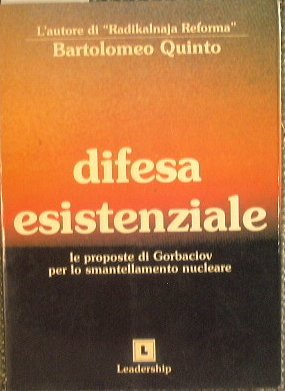 L'autore di "Radikalnaja Reforma"
Bartolomeo Quinto
difesa
esistenziale
le proposte di Gorbaciov
per lo smantellamento nucleare
L
Leadership